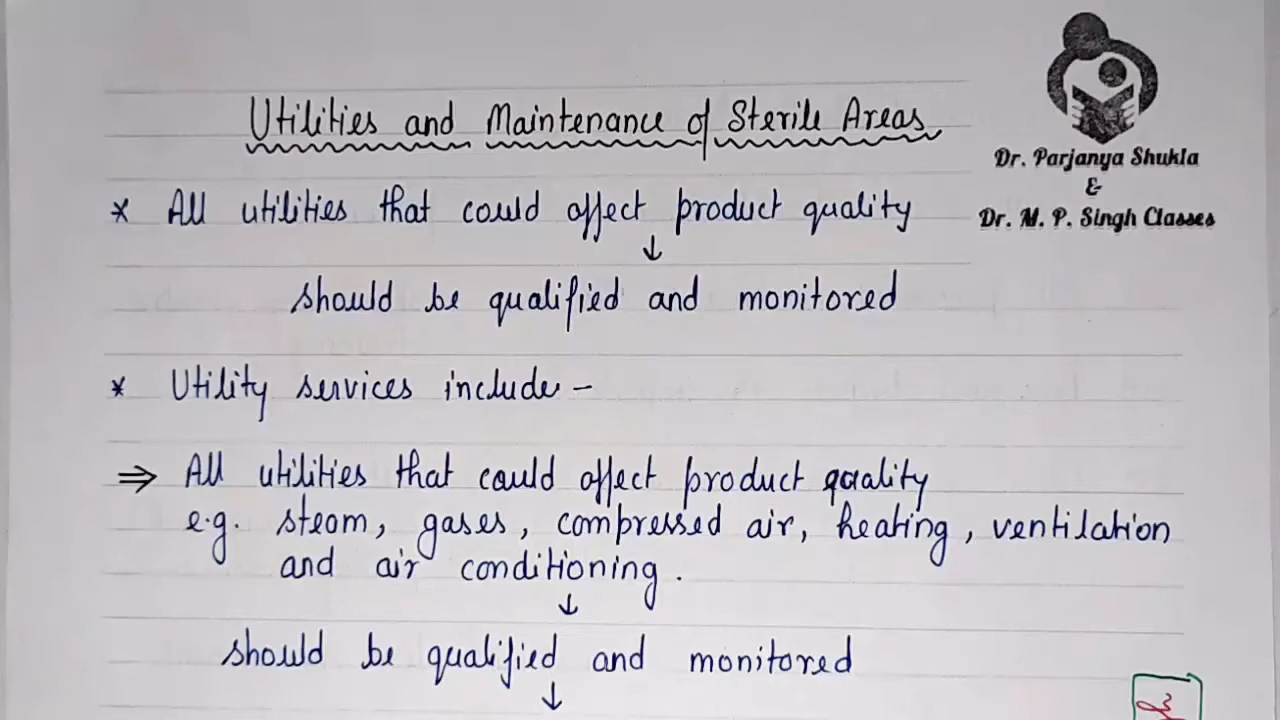 Utilities and Maintenance of Sterile Areas
Dr. Parjanya Shukla
&
Dr. M. P. Singh Classes
* All utilities that could affect product quality
↓
should be qualified and monitored
* Utility services include -
⇒ All utilities that could affect product quality
e.g. steam, gases, compressed air, heating, ventilation
and air conditioning.
↓
should be qualified and monitored
↓